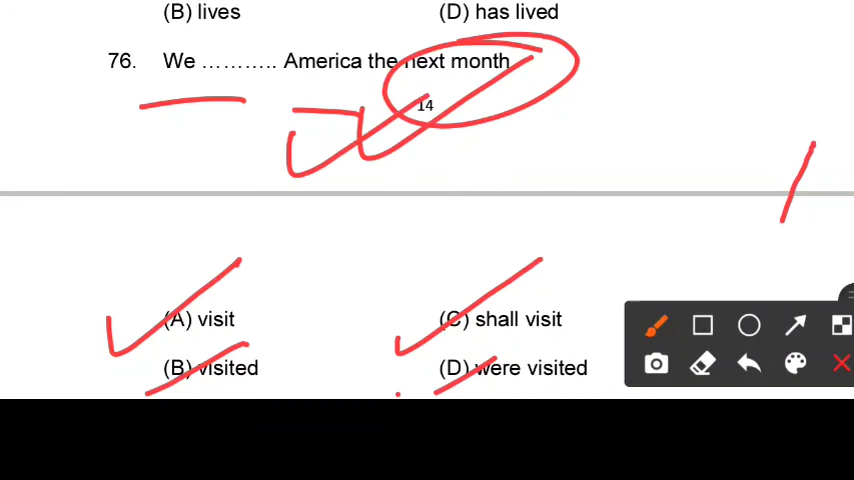 (B) lives (D) has lived
76. We ……….. America the next month
14
(A) visit (C) shall visit
(B) visited (D) were visited